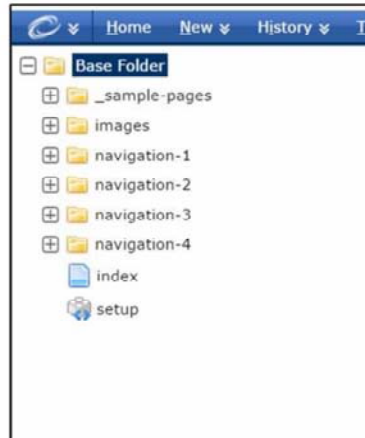 Home New History T
Base Folder
_sample-pages
images
navigation-1
navigation-2
navigation-3
navigation-4
index
setup